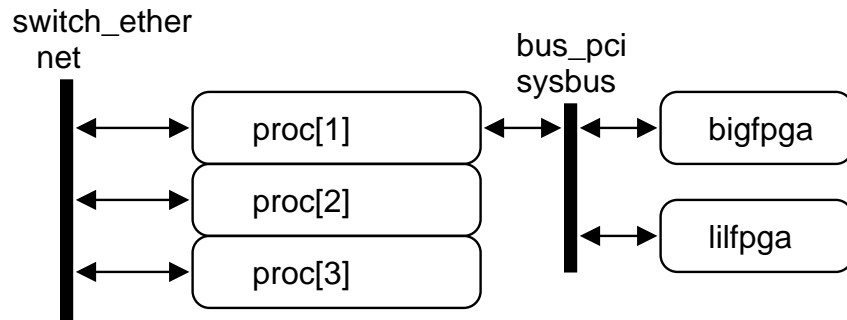 switch_ether
net
bus_pci
sysbus
proc[1]
bigfpga
proc[2]
lilfpga
proc[3]